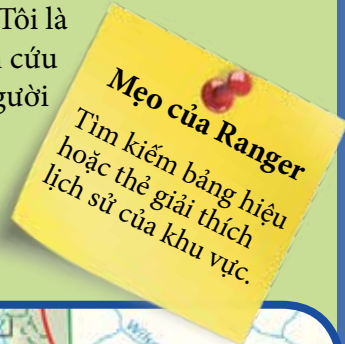 Tôi là
cứu
gười
Mẹo của Ranger
Tìm kiếm bảng hiệu
hoặc thẻ giải thích
lịch sử của khu vực.